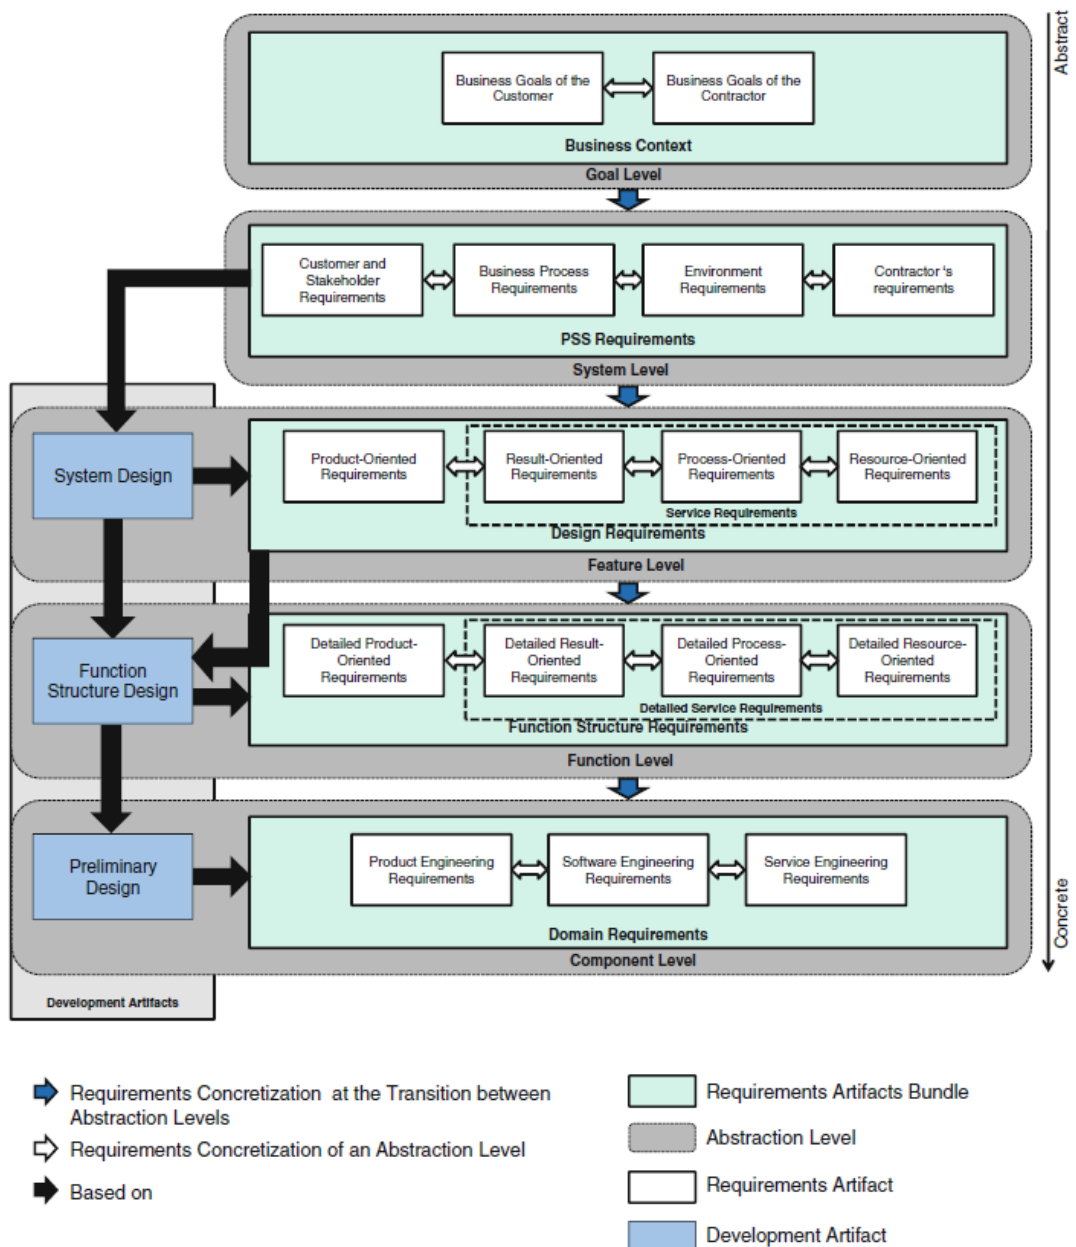 Abstract
Business Goals of the
Customer
Business Goals of the
Contractor
Business Context
Goal Level
Customer and
Stakeholder
Requirements
Business Process
Requirements
Environment
Requirements
Contractor 's
requirements
PSS Requirements
System Level
System Design
Product-Oriented
Requirements
Result-Oriented
Requirements
Process-Oriented
Requirements
Resource-Oriented
Requirements
Service Requirements
Design Requirements
Feature Level
Function
Structure Design
Detailed Product-
Oriented
Requirements
Detailed Result-
Oriented
Requirements
Detailed Process-
Oriented
Requirements
Detailed Resource-
Oriented
Requirements
Detailed Service Requirements
Function Structure Requirements
Function Level
Preliminary
Design
Product Engineering
Requirements
Software Engineering
Requirements
Service Engineering
Requirements
Domain Requirements
Component Level
Concrete
Development Artifacts
Requirements Concretization at the Transition between
Abstraction Levels
Requirements Concretization of an Abstraction Level
Based on
Requirements Artifacts Bundle
Abstraction Level
Requirements Artifact
Development Artifact